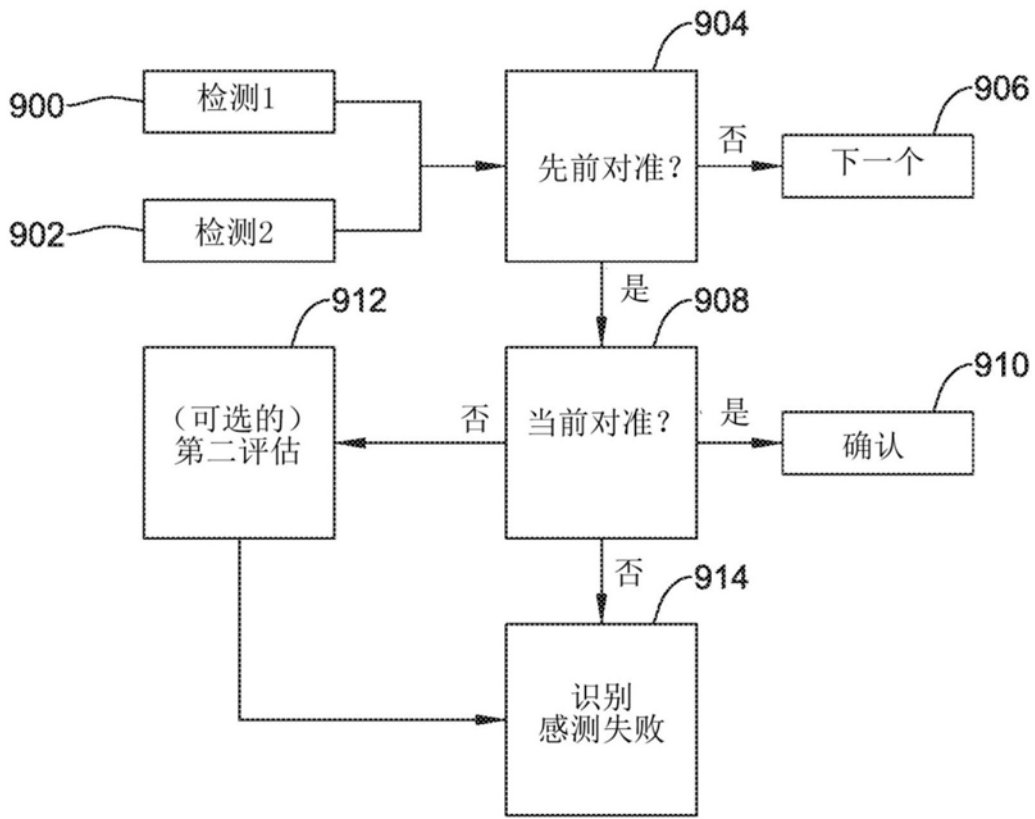 904
900
检测1
906
否
先前对准？
下一个
902
检测2
是
912
908
910
（可选的）
第二评估
否
当前对准？
是
确认
否
914
识别
感测失败